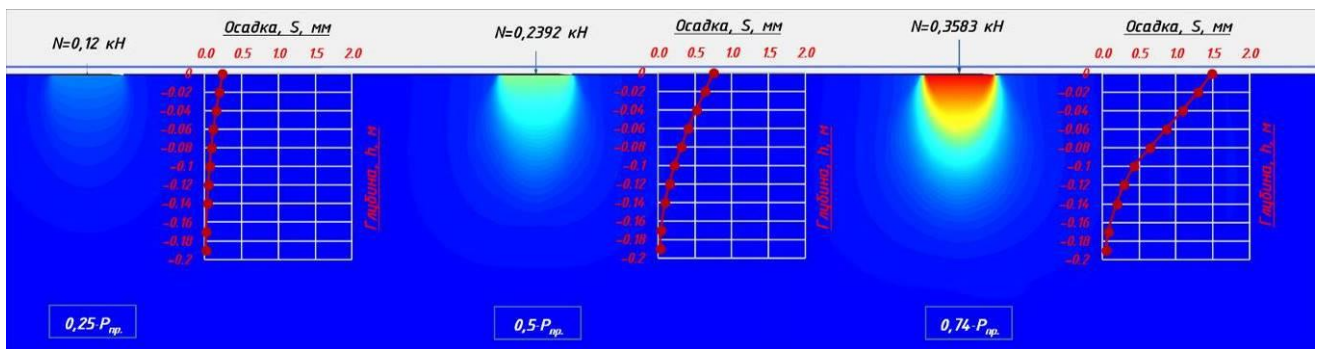 N=0,12 кН
Осадка, S, мм
0.0 0.5 1.0 1.5 2.0
0
-0.02
-0.04
-0.06
-0.08
-0.1
-0.12
-0.14
-0.16
-0.18
-0.2
Глубина, h, м
0,25·Pпр.
N=0,2392 кН
Осадка, S, мм
0.0 0.5 1.0 1.5 2.0
0
-0.02
-0.04
-0.06
-0.08
-0.1
-0.12
-0.14
-0.16
-0.18
-0.2
Глубина, h, м
0,5·Pпр.
N=0,3583 кН
Осадка, S, мм
0.0 0.5 1.0 1.5 2.0
0
-0.02
-0.04
-0.06
-0.08
-0.1
-0.12
-0.14
-0.16
-0.18
-0.2
Глубина, h, м
0,74·Pпр.